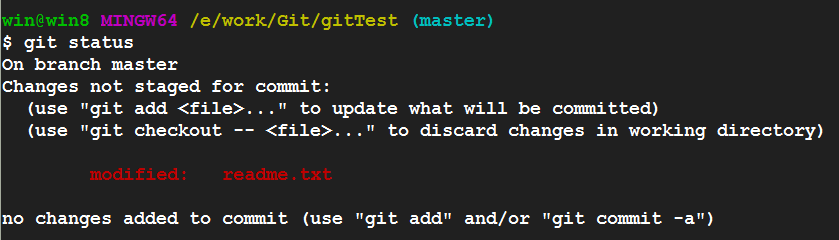 win@win8 MINGW64 /e/work/Git/gitTest (master)
$ git status
On branch master
Changes not staged for commit:
  (use "git add <file>..." to update what will be committed)
  (use "git checkout -- <file>..." to discard changes in working directory)
        modified:   readme.txt
no changes added to commit (use "git add" and/or "git commit -a")